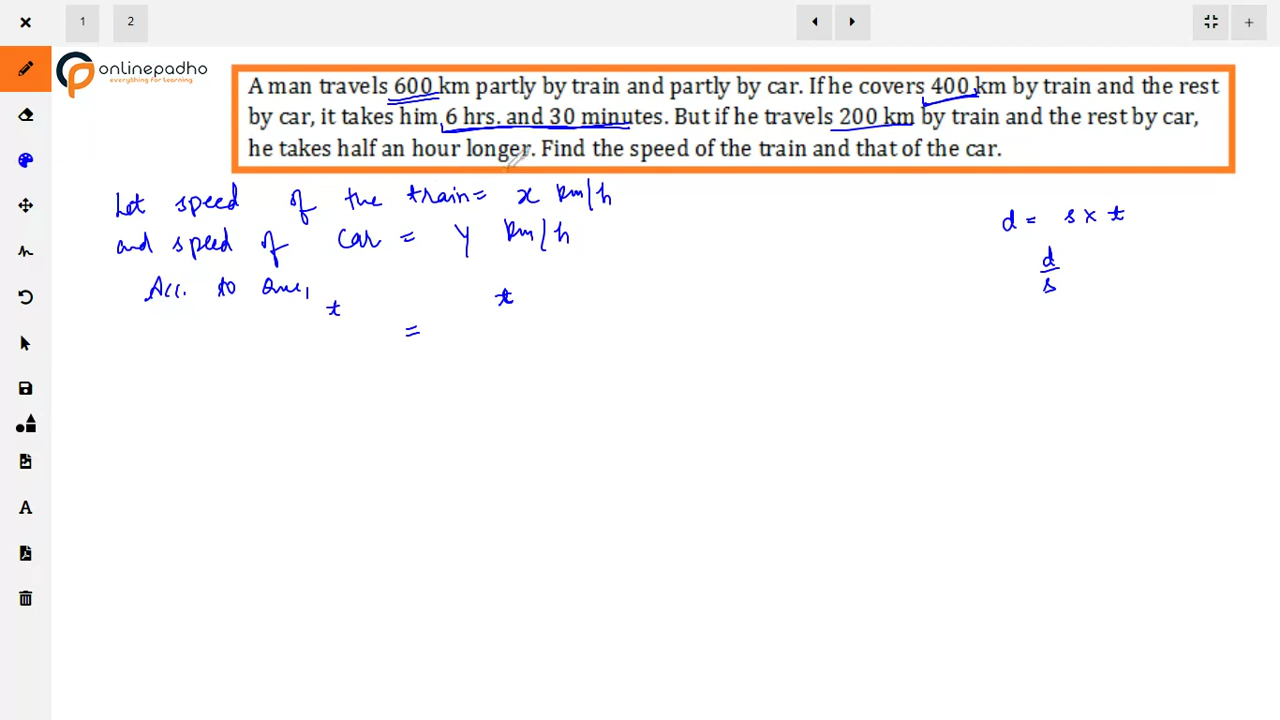 1 2
onlinepadho
everything for learning
A man travels 600 km partly by train and partly by car. If he covers 400 km by train and the rest
by car, it takes him 6 hrs. and 30 minutes. But if he travels 200 km by train and the rest by car,
he takes half an hour longer. Find the speed of the train and that of the car.
Let speed of the train = x km/h
and speed of car = y km/h
Acc. to Ques,
t t
=
d = s × t
d
s
A